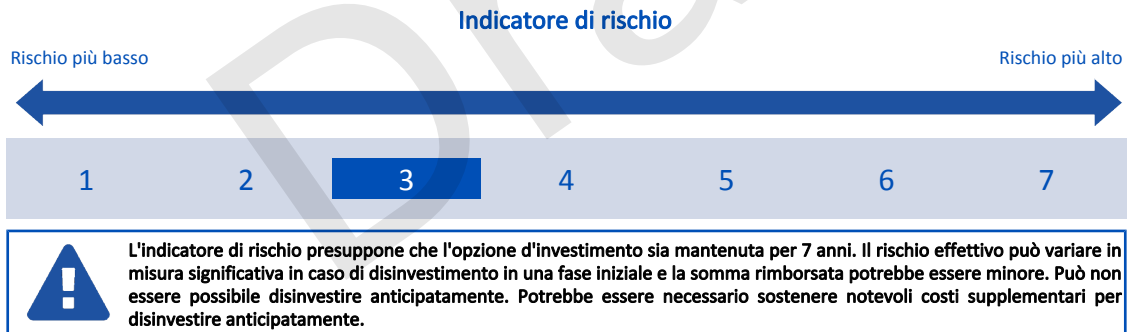 Indicatore di rischio
Rischio più basso
Rischio più alto
1 2 3 4 5 6 7
L'indicatore di rischio presuppone che l'opzione d'investimento sia mantenuta per 7 anni. Il rischio effettivo può variare in
misura significativa in caso di disinvestimento in una fase iniziale e la somma rimborsata potrebbe essere minore. Può non
essere possibile disinvestire anticipatamente. Potrebbe essere necessario sostenere notevoli costi supplementari per
disinvestire anticipatamente.